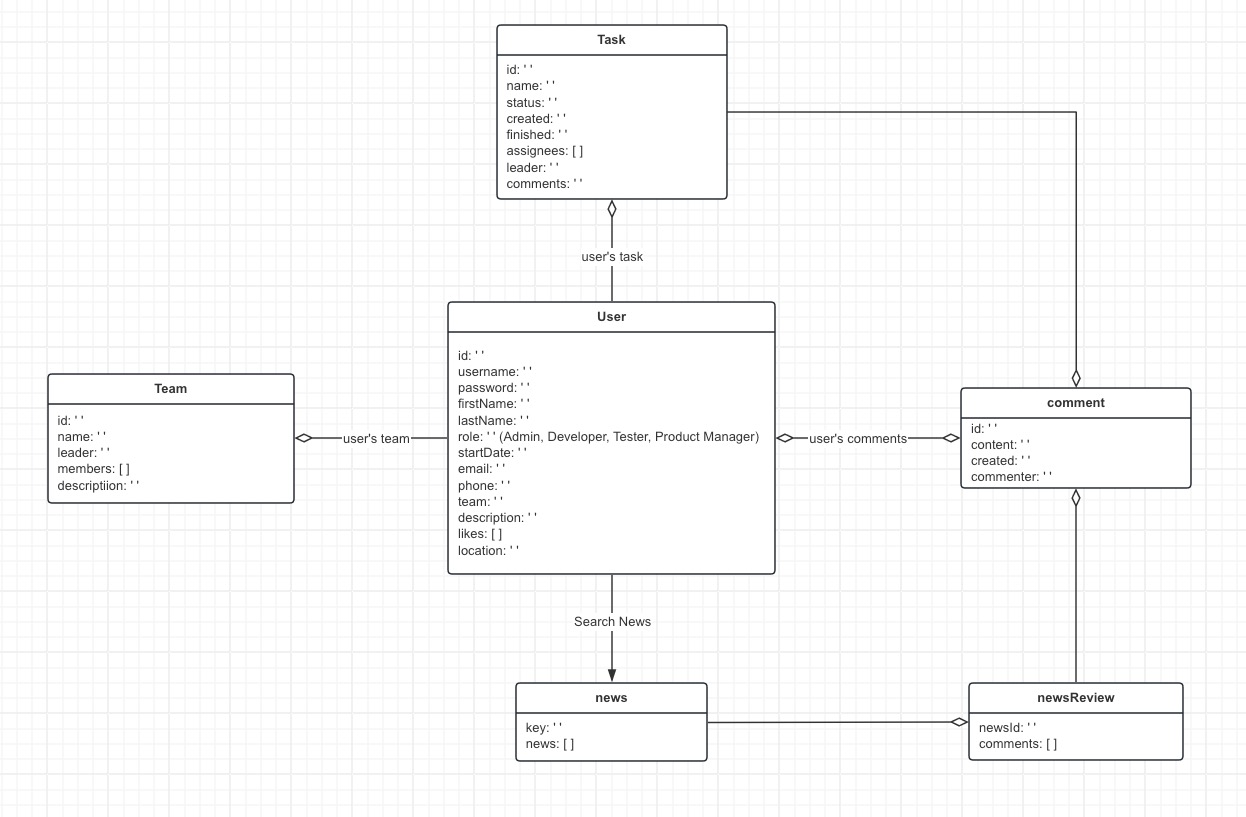 Task
id: ' '
name: ' '
status: ' '
created: ' '
finished: ' '
assignees: [ ]
leader: ' '
comments: ' '
user's task
User
id: ' '
username: ' '
password: ' '
firstName: ' '
lastName: ' '
role: ' ' (Admin, Developer, Tester, Product Manager)
startDate: ' '
email: ' '
phone: ' '
team: ' '
description: ' '
likes: [ ]
location: ' '
Team
id: ' '
name: ' '
leader: ' '
members: [ ]
descriptiion: ' '
user's team
user's comments
comment
id: ' '
content: ' '
created: ' '
commenter: ' '
Search News
news
key: ' '
news: [ ]
newsReview
newsId: ' '
comments: [ ]